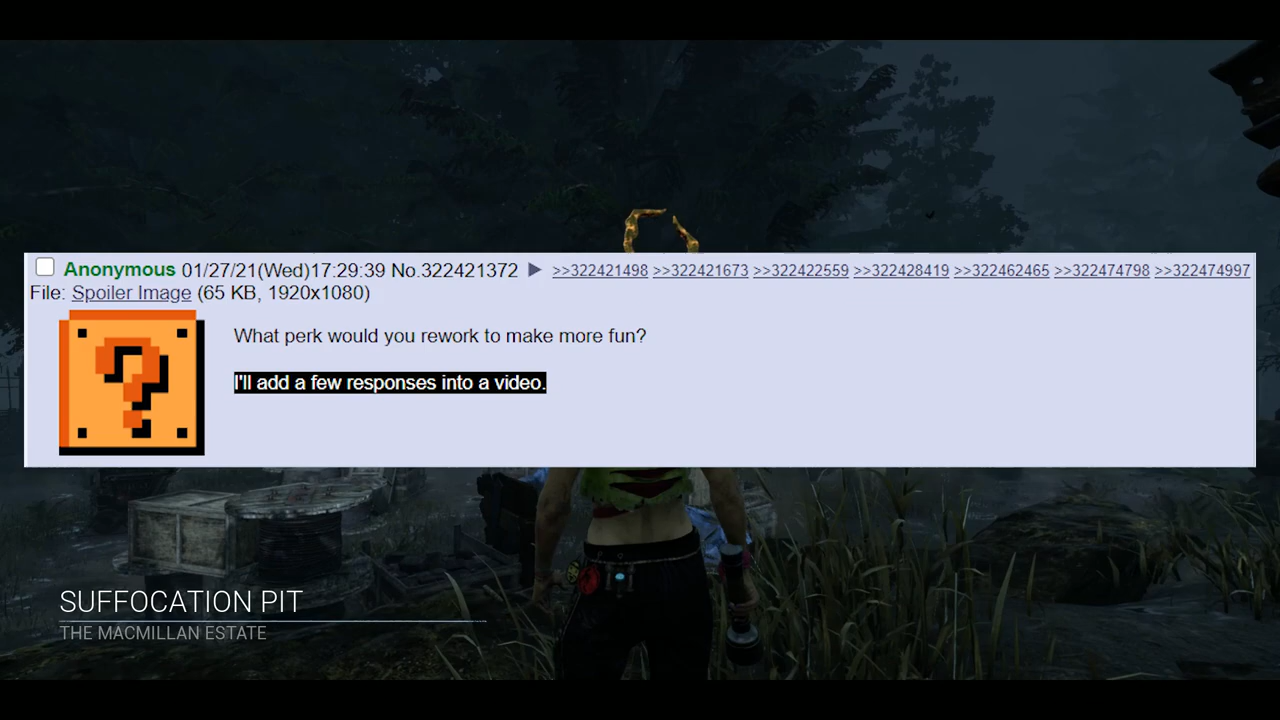 Anonymous 01/27/21(Wed)17:29:39 No.322421372 ▶ >>322421498 >>322421673 >>322422559 >>322428419 >>322462465 >>322474798 >>322474997
File: Spoiler Image (65 KB, 1920x1080)
?
What perk would you rework to make more fun?
I'll add a few responses into a video.
SUFFOCATION PIT
THE MACMILLAN ESTATE